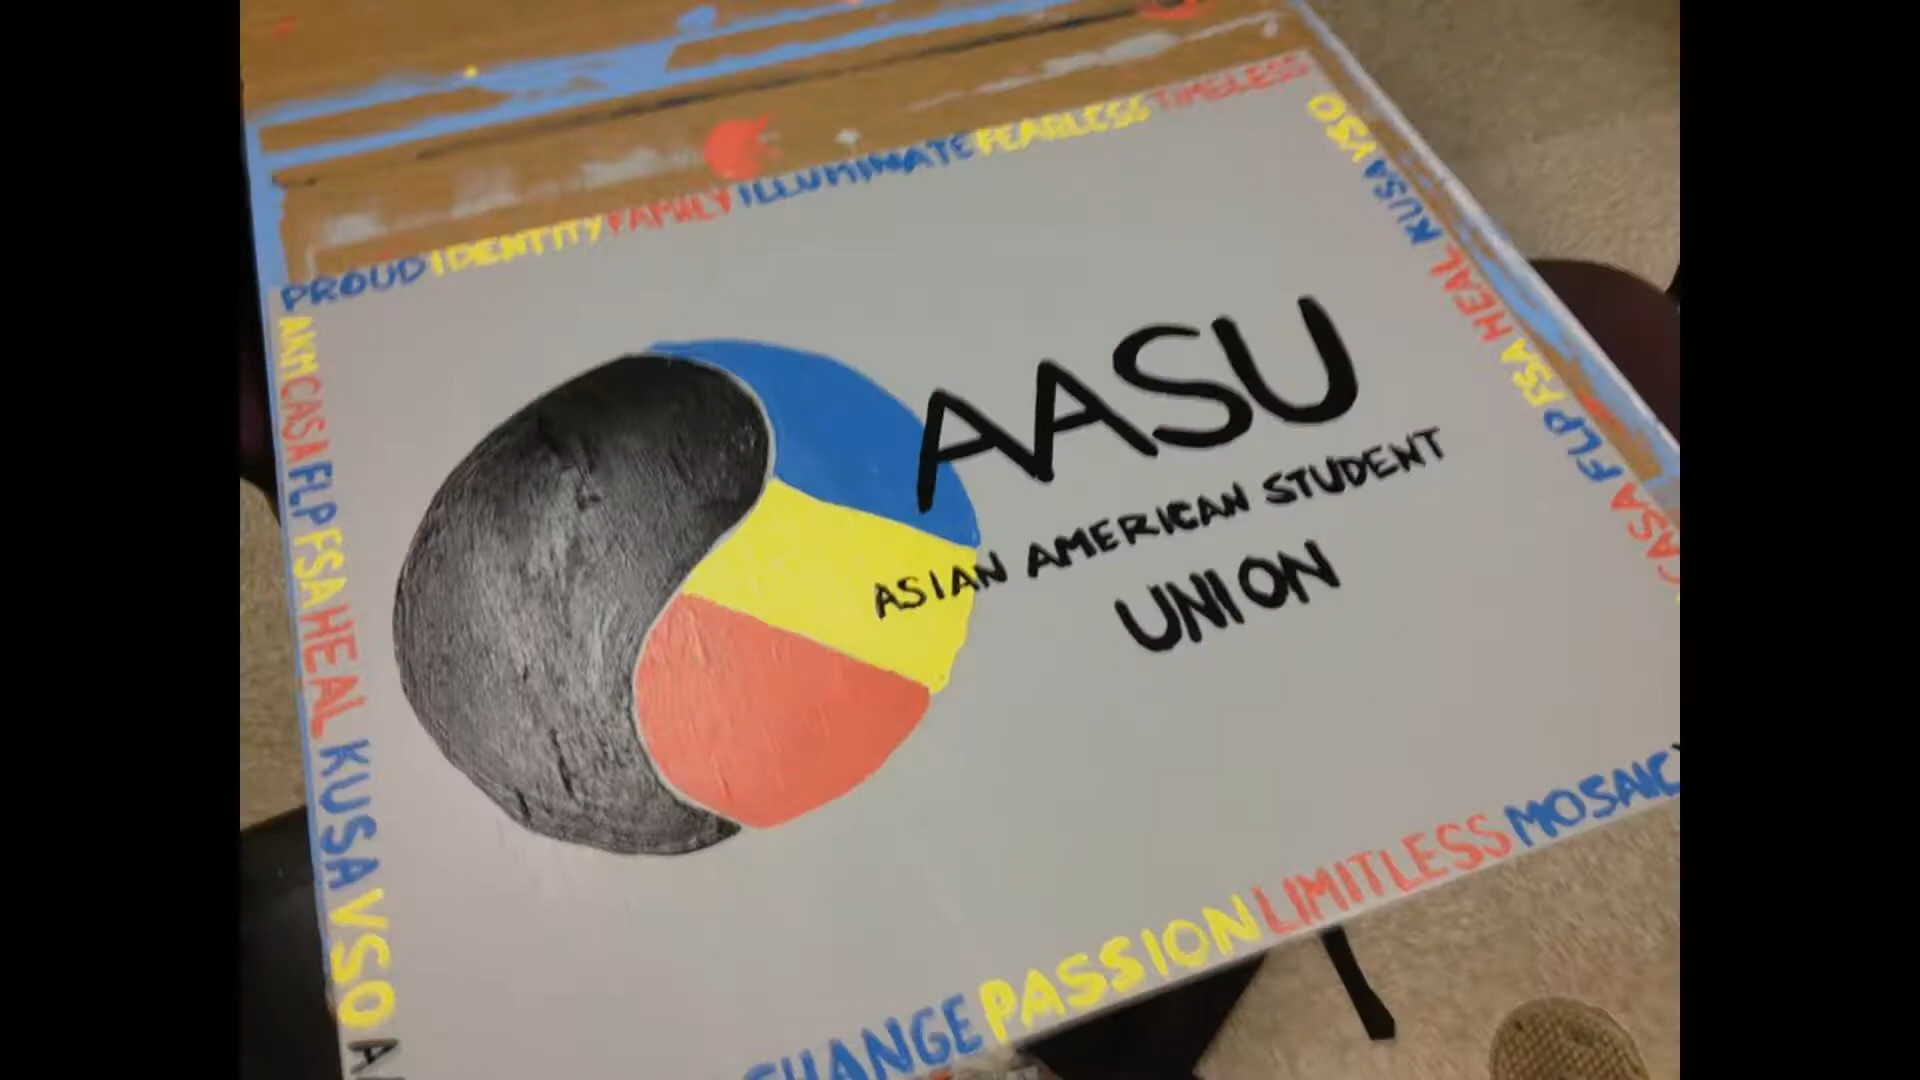 PROUD IDENTITY FAMILY ILLUMINATE FEARLESS TIMELESS
AKM CASA FLP FSA HEAL KUSA VSO
AASU
ASIAN AMERICAN STUDENT
UNION
VSO KUSA HEAL FSA FLP CASA
CHANGE PASSION LIMITLESS MOSAIC